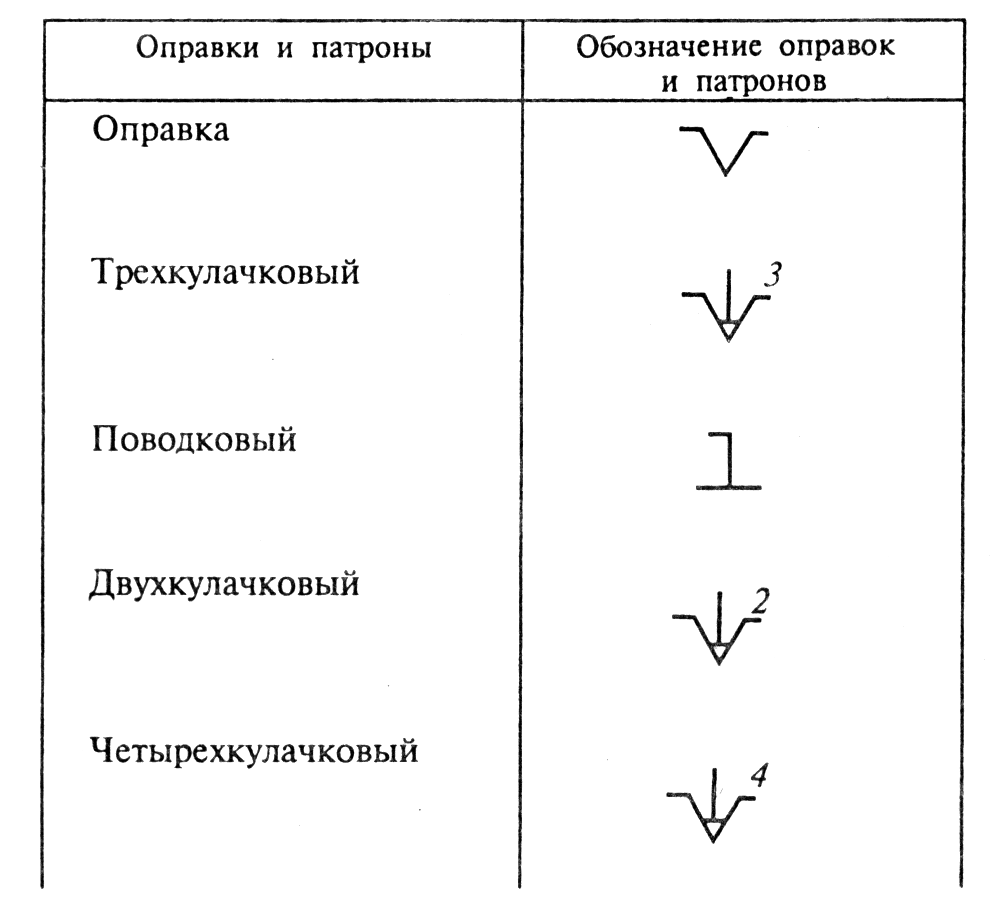 Оправки и патроны
Обозначение оправок
и патронов
Оправка
Трехкулачковый
3
Поводковый
Двухкулачковый
2
Четырехкулачковый
4